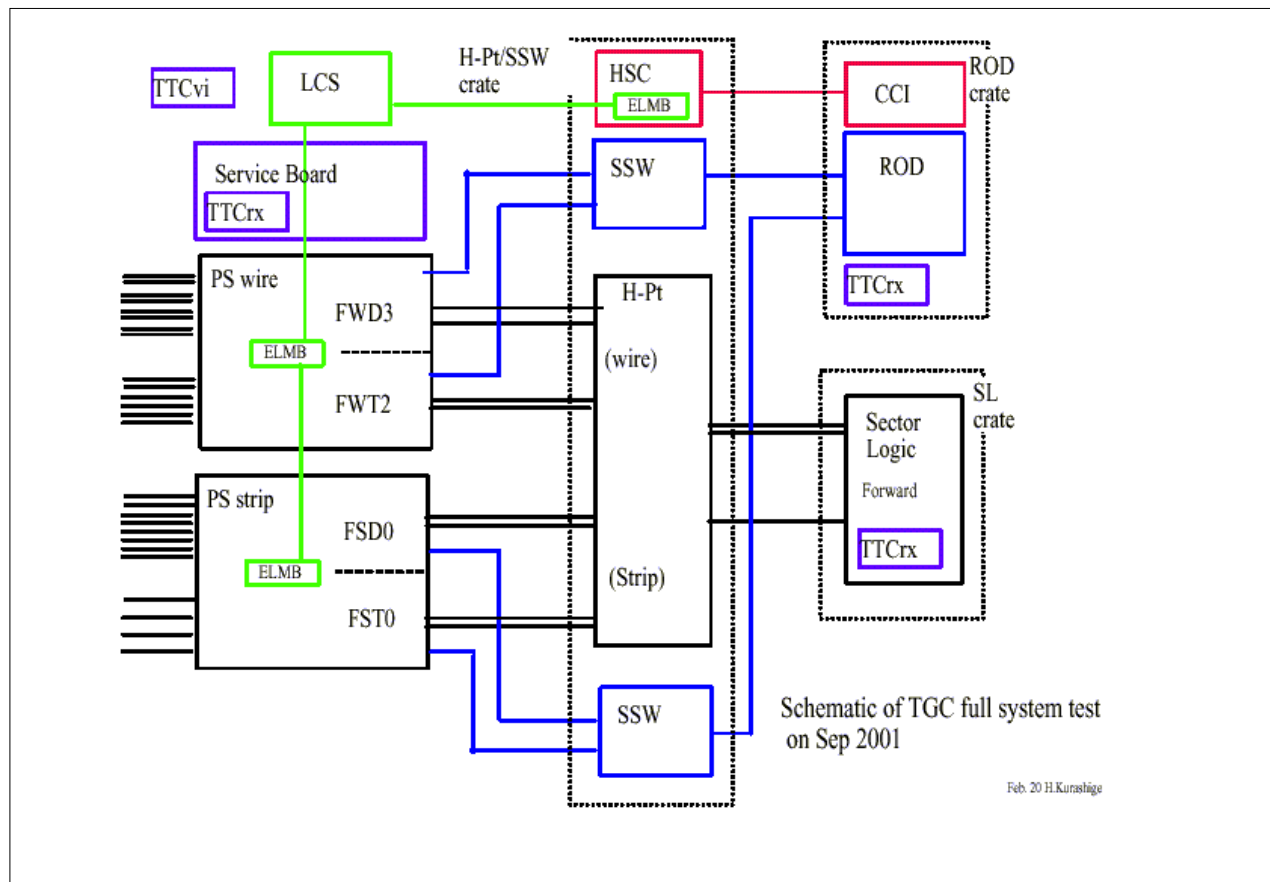 TTCvi
LCS
H-Pt/SSW
crate
HSC
ELMB
CCI
ROD
crate
Service Board
TTCrx
SSW
ROD
TTCrx
PS wire
FWD3
ELMB
FWT2
H-Pt
(wire)
(Strip)
SL
crate
Sector
Logic
Forward
TTCrx
PS strip
FSD0
ELMB
FST0
SSW
Schematic of TGC full system test
on Sep 2001
Feb. 20 H.Kurashige